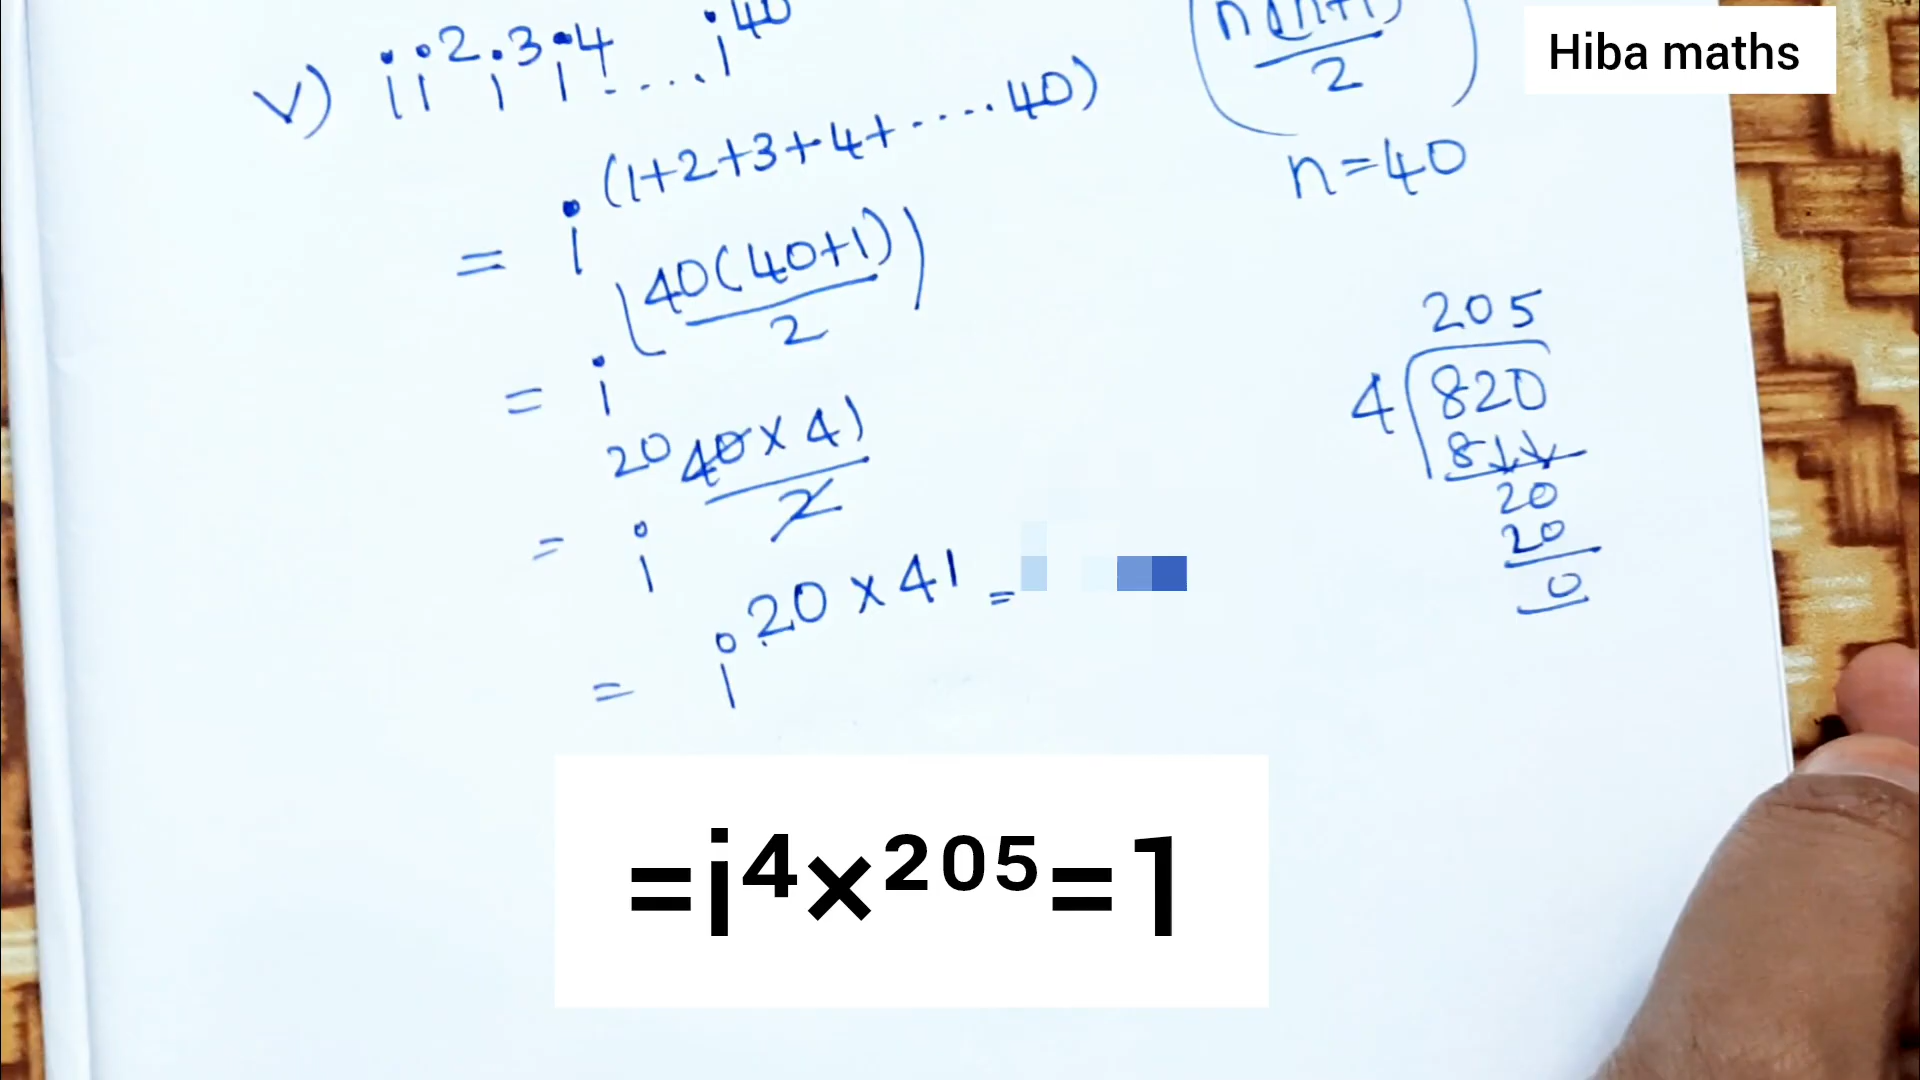 v) i i² i³ i⁴ .... i⁴⁰
= i^(1+2+3+4+....40)
= i^(40(40+1)/2)
= i^(20 40×41/2)
= i^(20×41) =
(n(n+1)/2)
n=40
205
4 820
8↓↓
20
20
0
Hiba maths
=i⁴×²⁰⁵=1